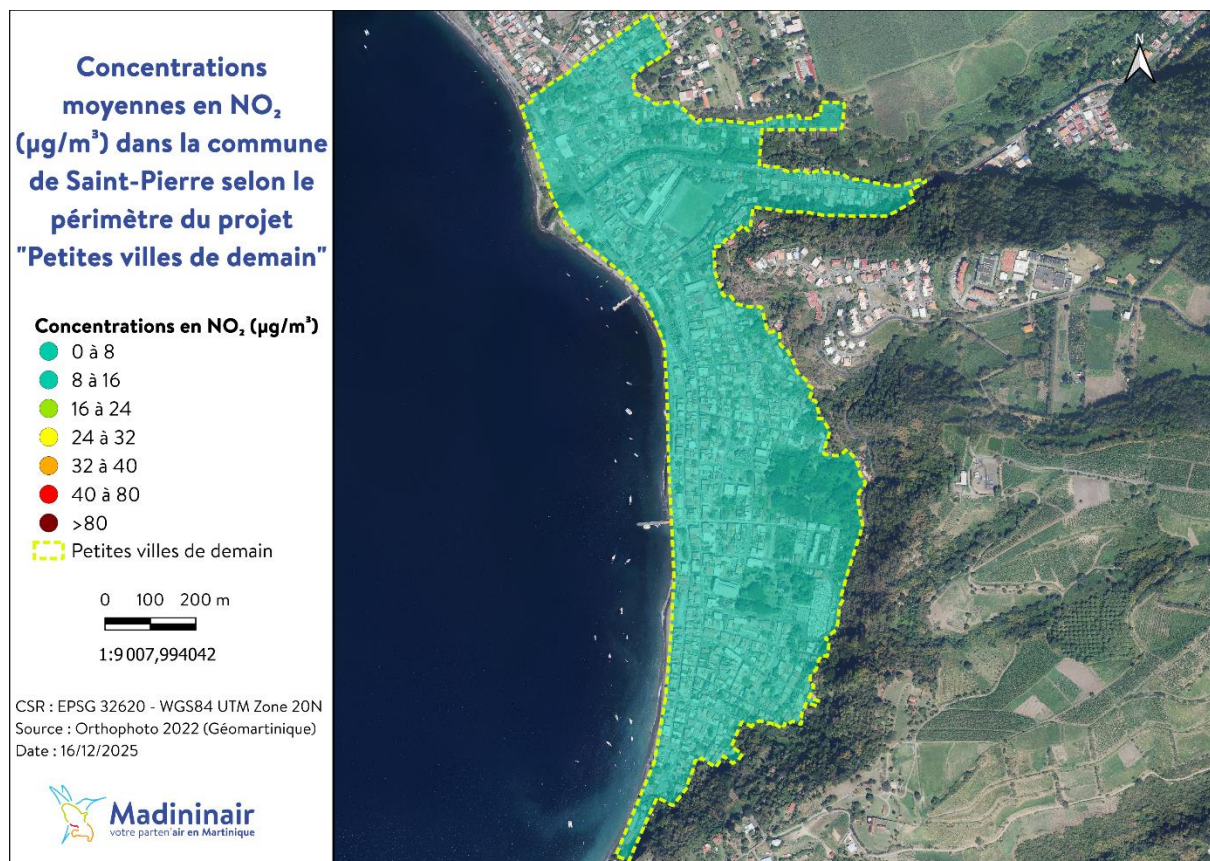 Concentrations
moyennes en NO₂
(µg/m³) dans la commune
de Saint-Pierre selon le
périmètre du projet
"Petites villes de demain"
Concentrations en NO₂ (µg/m³)
0 à 8
8 à 16
16 à 24
24 à 32
32 à 40
40 à 80
>80
Petites villes de demain
0 100 200 m
1:9 007,994042
CSR : EPSG 32620 - WGS84 UTM Zone 20N
Source : Orthophoto 2022 (Géomartinique)
Date : 16/12/2025
Madininair
votre parten'air en Martinique
N